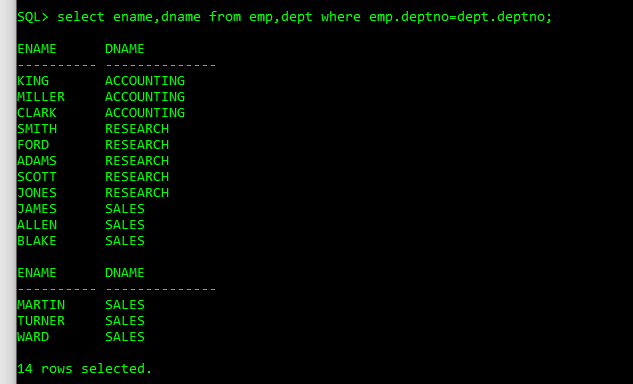 SQL> select ename,dname from emp,dept where emp.deptno=dept.deptno;
ENAME      DNAME
---------- --------------
KING       ACCOUNTING
MILLER     ACCOUNTING
CLARK      ACCOUNTING
SMITH      RESEARCH
FORD       RESEARCH
ADAMS      RESEARCH
SCOTT      RESEARCH
JONES      RESEARCH
JAMES      SALES
ALLEN      SALES
BLAKE      SALES
ENAME      DNAME
---------- --------------
MARTIN     SALES
TURNER     SALES
WARD       SALES
14 rows selected.